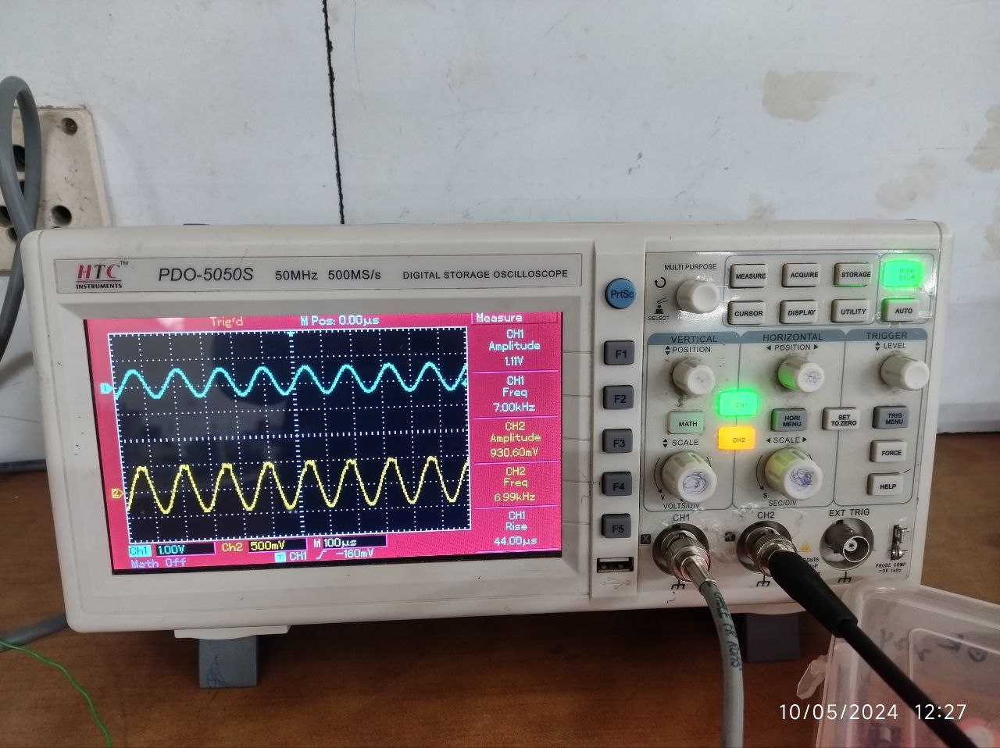 HTC™
INSTRUMENTS
PDO-5050S 50MHz 500MS/s DIGITAL STORAGE OSCILLOSCOPE
Trig'd M Pos: 0.00µs
Measure
CH1
Amplitude
1.11V
CH1
Freq
7.00kHz
CH2
Amplitude
930.60mV
CH2
Freq
6.99kHz
CH1
Rise
44.00µs
1
2
Ch1 1.00V Ch2 500mV M 100µs
T CH1 -160mV
Math Off
PrtSc
F1
F2
F3
F4
F5
MULTI PURPOSE
SELECT
MEASURE ACQUIRE STORAGE RUN/STOP
CURSOR DISPLAY UTILITY AUTO
VERTICAL HORIZONTAL TRIGGER
POSITION POSITION LEVEL
CH1
MATH CH2 HORI MENU SET TO ZERO TRIG MENU
SCALE SCALE FORCE
HELP
V VOLTS/DIV S SEC/DIV
CH1 CH2 EXT TRIG
X
PROBE COMP
≈3V 1kHz
10/05/2024 12:27